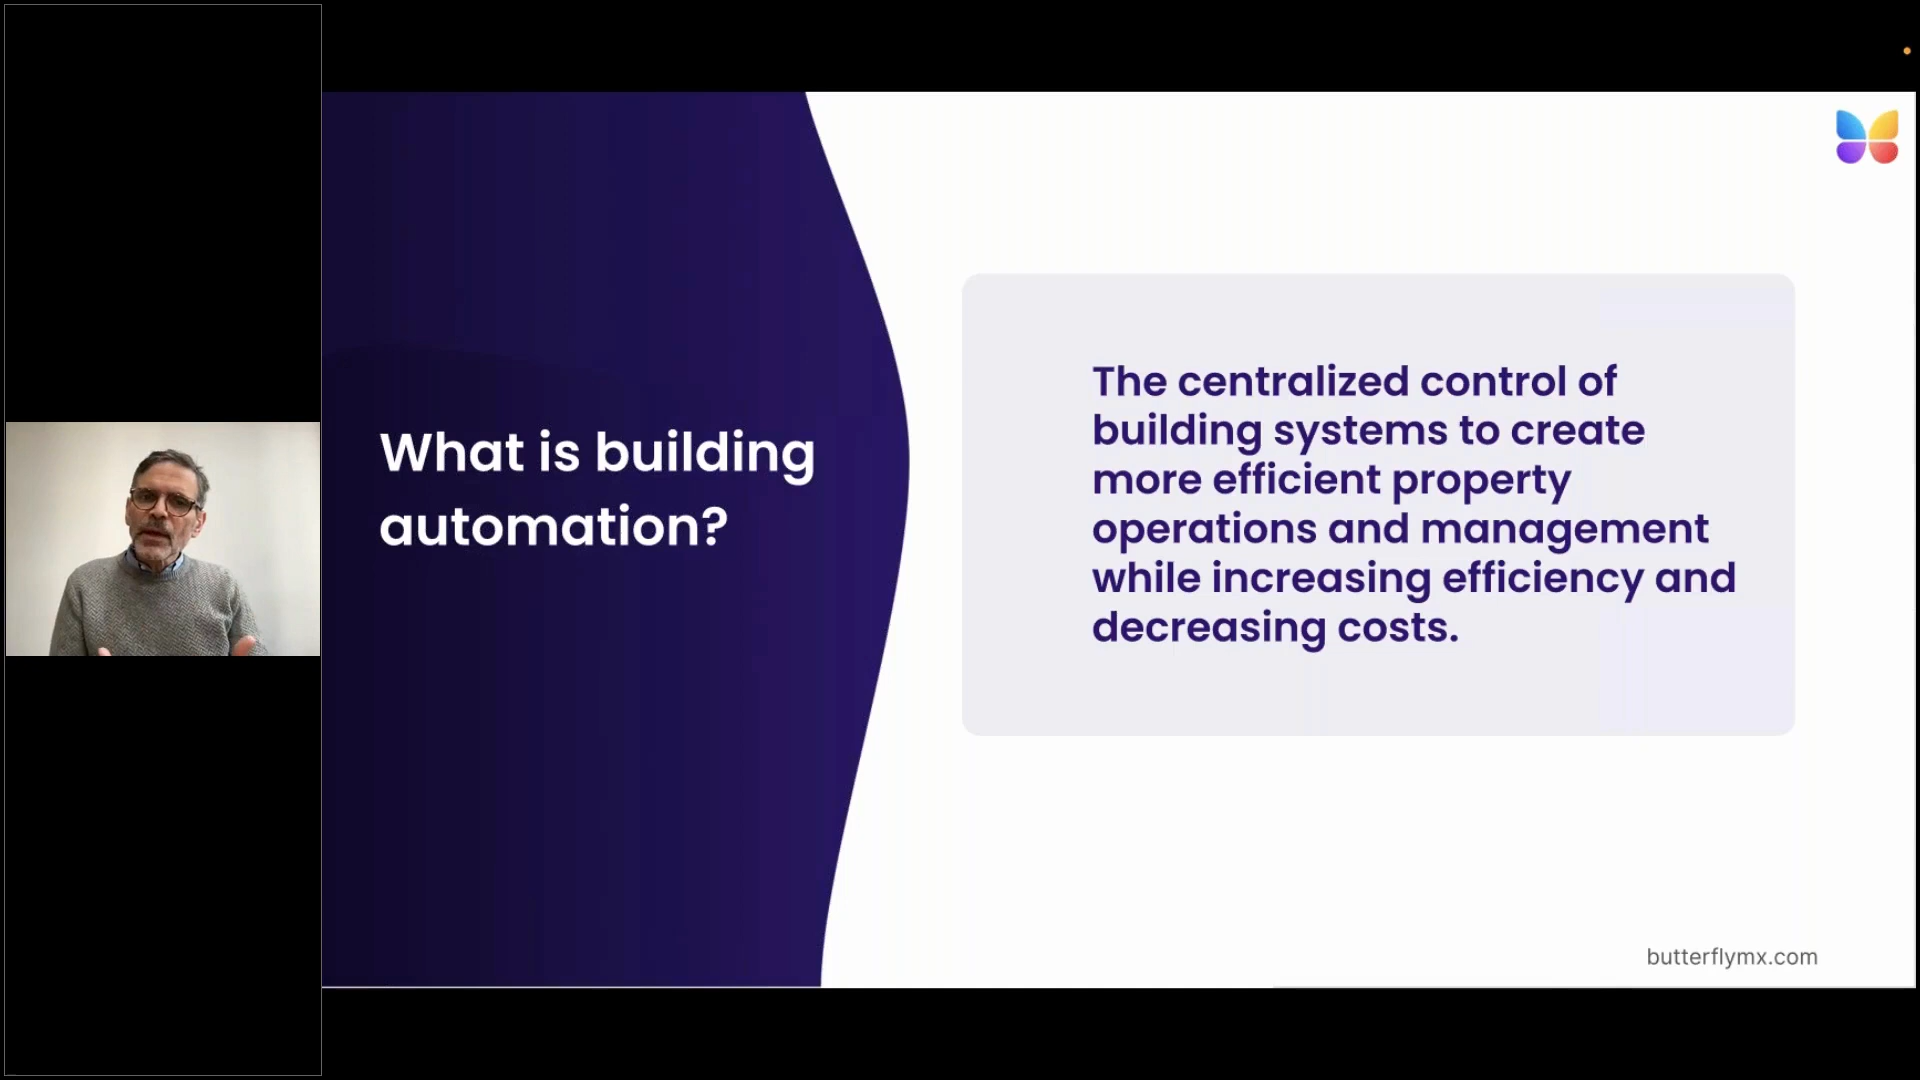 What is building
automation?
The centralized control of
building systems to create
more efficient property
operations and management
while increasing efficiency and
decreasing costs.
butterflymx.com